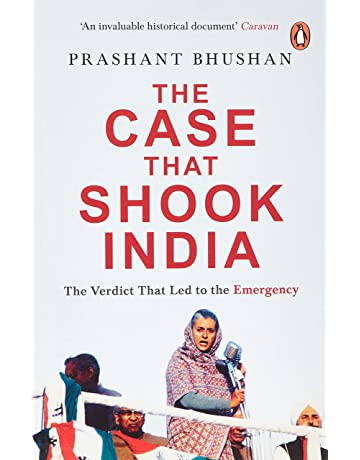 ‘An invaluable historical document’ Caravan
PRASHANT BHUSHAN
THE
CASE
THAT
SHOOK
INDIA
The Verdict That Led to the Emergency